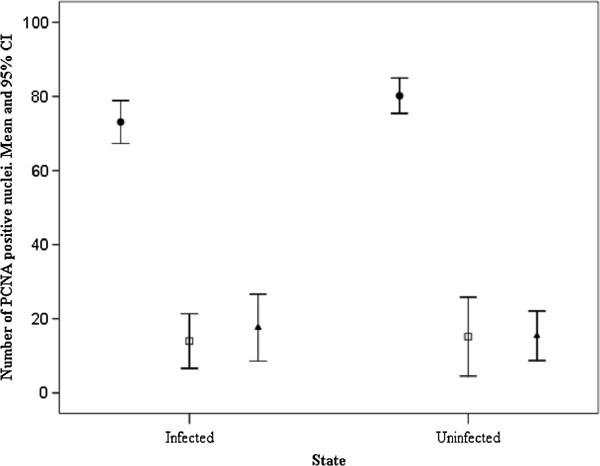 Number of PCNA positive nuclei. Mean and 95% CI
100
80
60
40
20
0
Infected
Uninfected
State